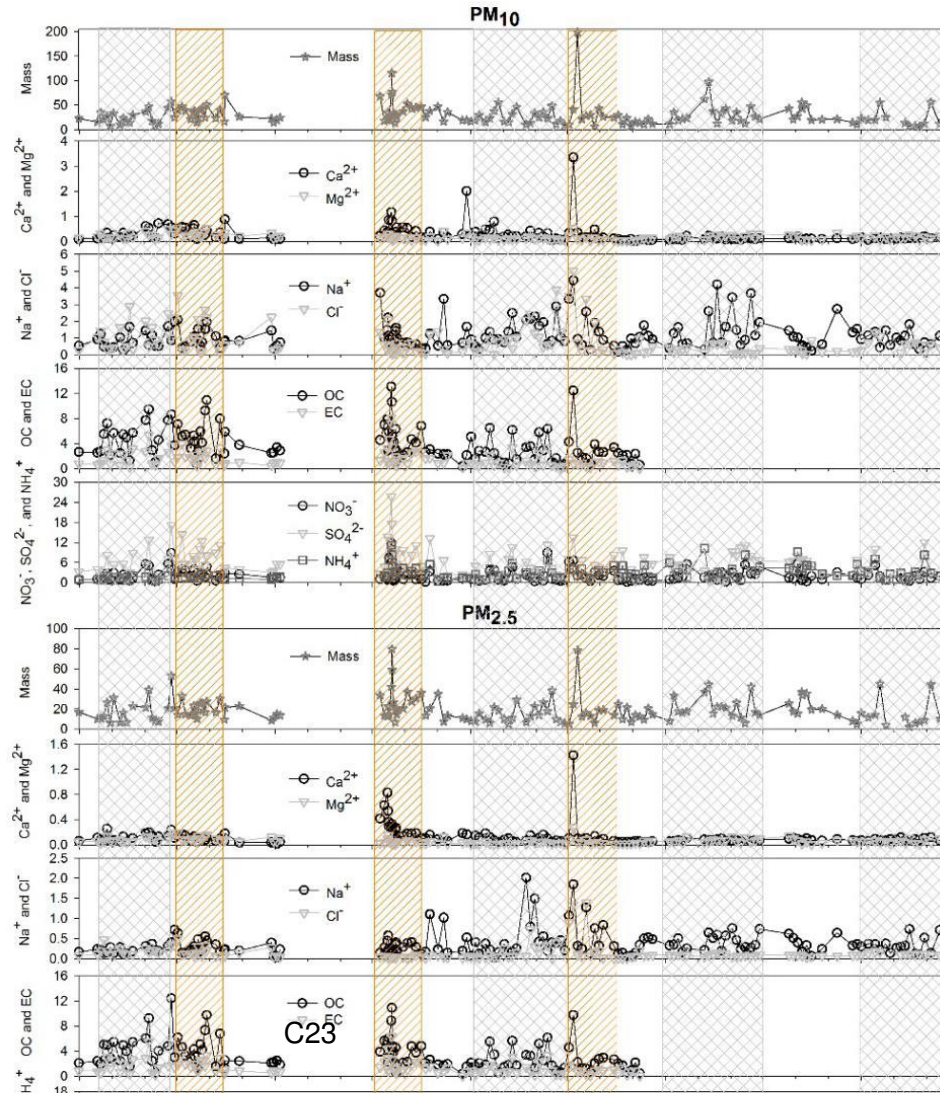 PM10
Mass
200
150
100
50
0
Mass
Ca2+ and Mg2+
4
3
2
1
0
Ca2+
Mg2+
Na+ and Cl-
6
5
4
3
2
1
0
Na+
Cl-
OC and EC
16
12
8
4
0
OC
EC
NO3-, SO42-, and NH4+
30
24
18
12
6
0
NO3-
SO42-
NH4+
PM2.5
Mass
100
80
60
40
20
0
Mass
Ca2+ and Mg2+
1.6
1.2
0.8
0.4
0.0
Ca2+
Mg2+
Na+ and Cl-
2.5
2.0
1.5
1.0
0.5
0.0
Na+
Cl-
OC and EC
16
12
8
4
0
OC
EC
C23
H4+
18